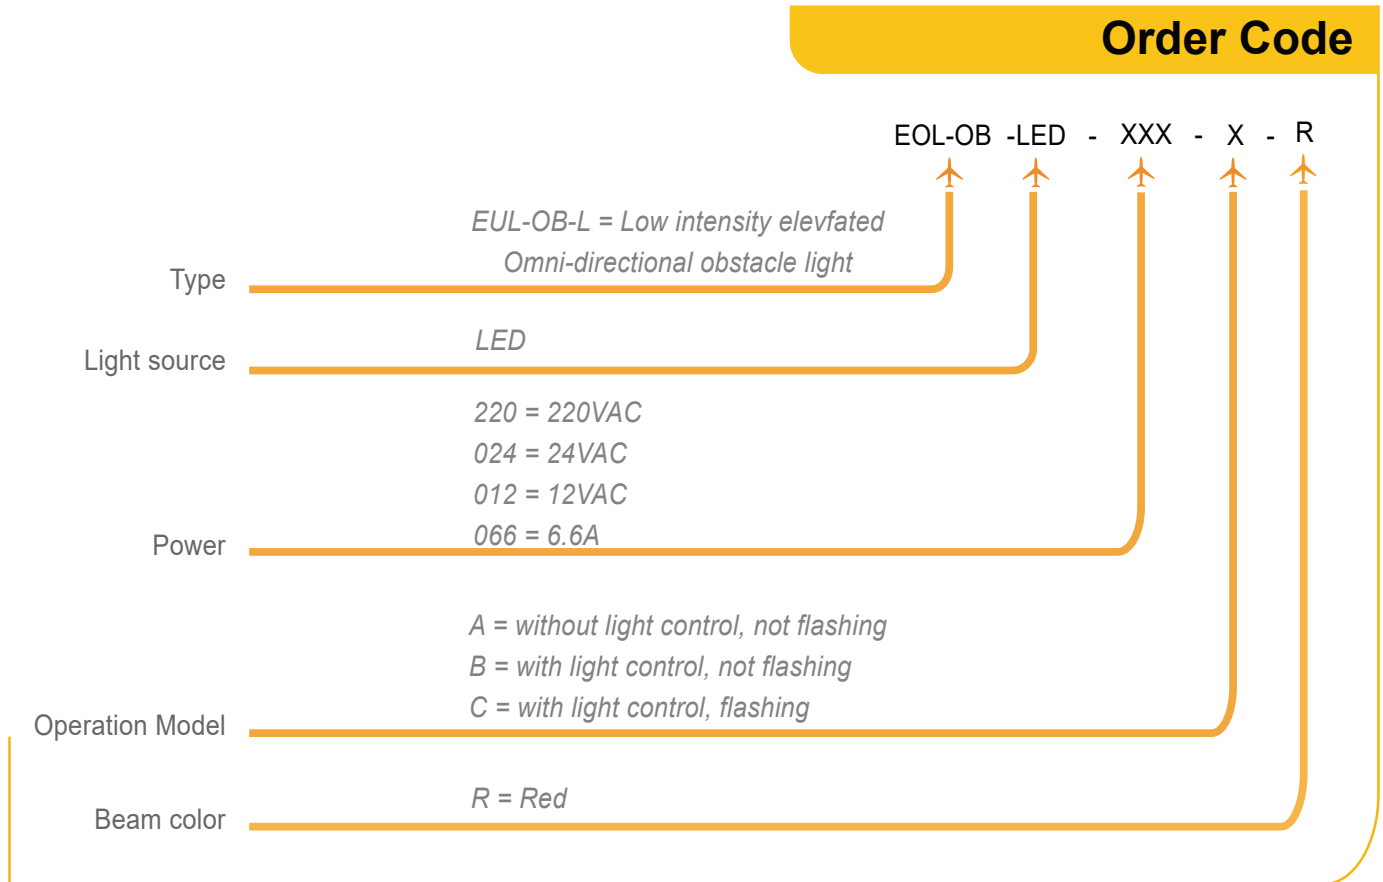 Order Code
EOL-OB -LED - XXX - X - R
EUL-OB-L = Low intensity elevfated
Omni-directional obstacle light
Type
LED
Light source
220 = 220VAC
024 = 24VAC
012 = 12VAC
066 = 6.6A
Power
A = without light control, not flashing
B = with light control, not flashing
C = with light control, flashing
Operation Model
R = Red
Beam color